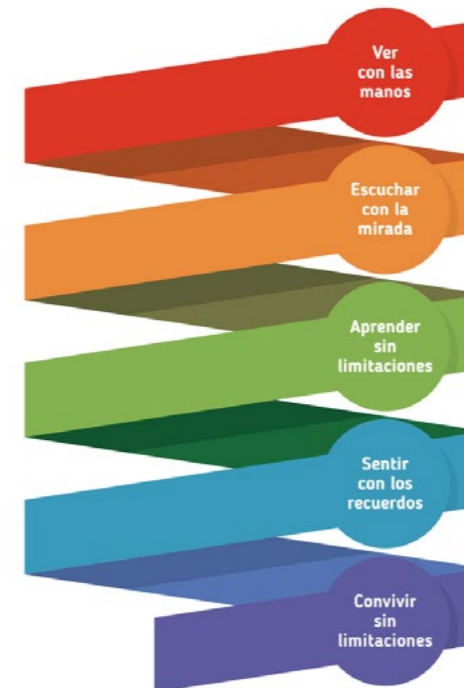 Ver
con las
manos
Escuchar
con la
mirada
Aprender
sin
limitaciones
Sentir
con los
recuerdos
Convivir
sin
limitaciones